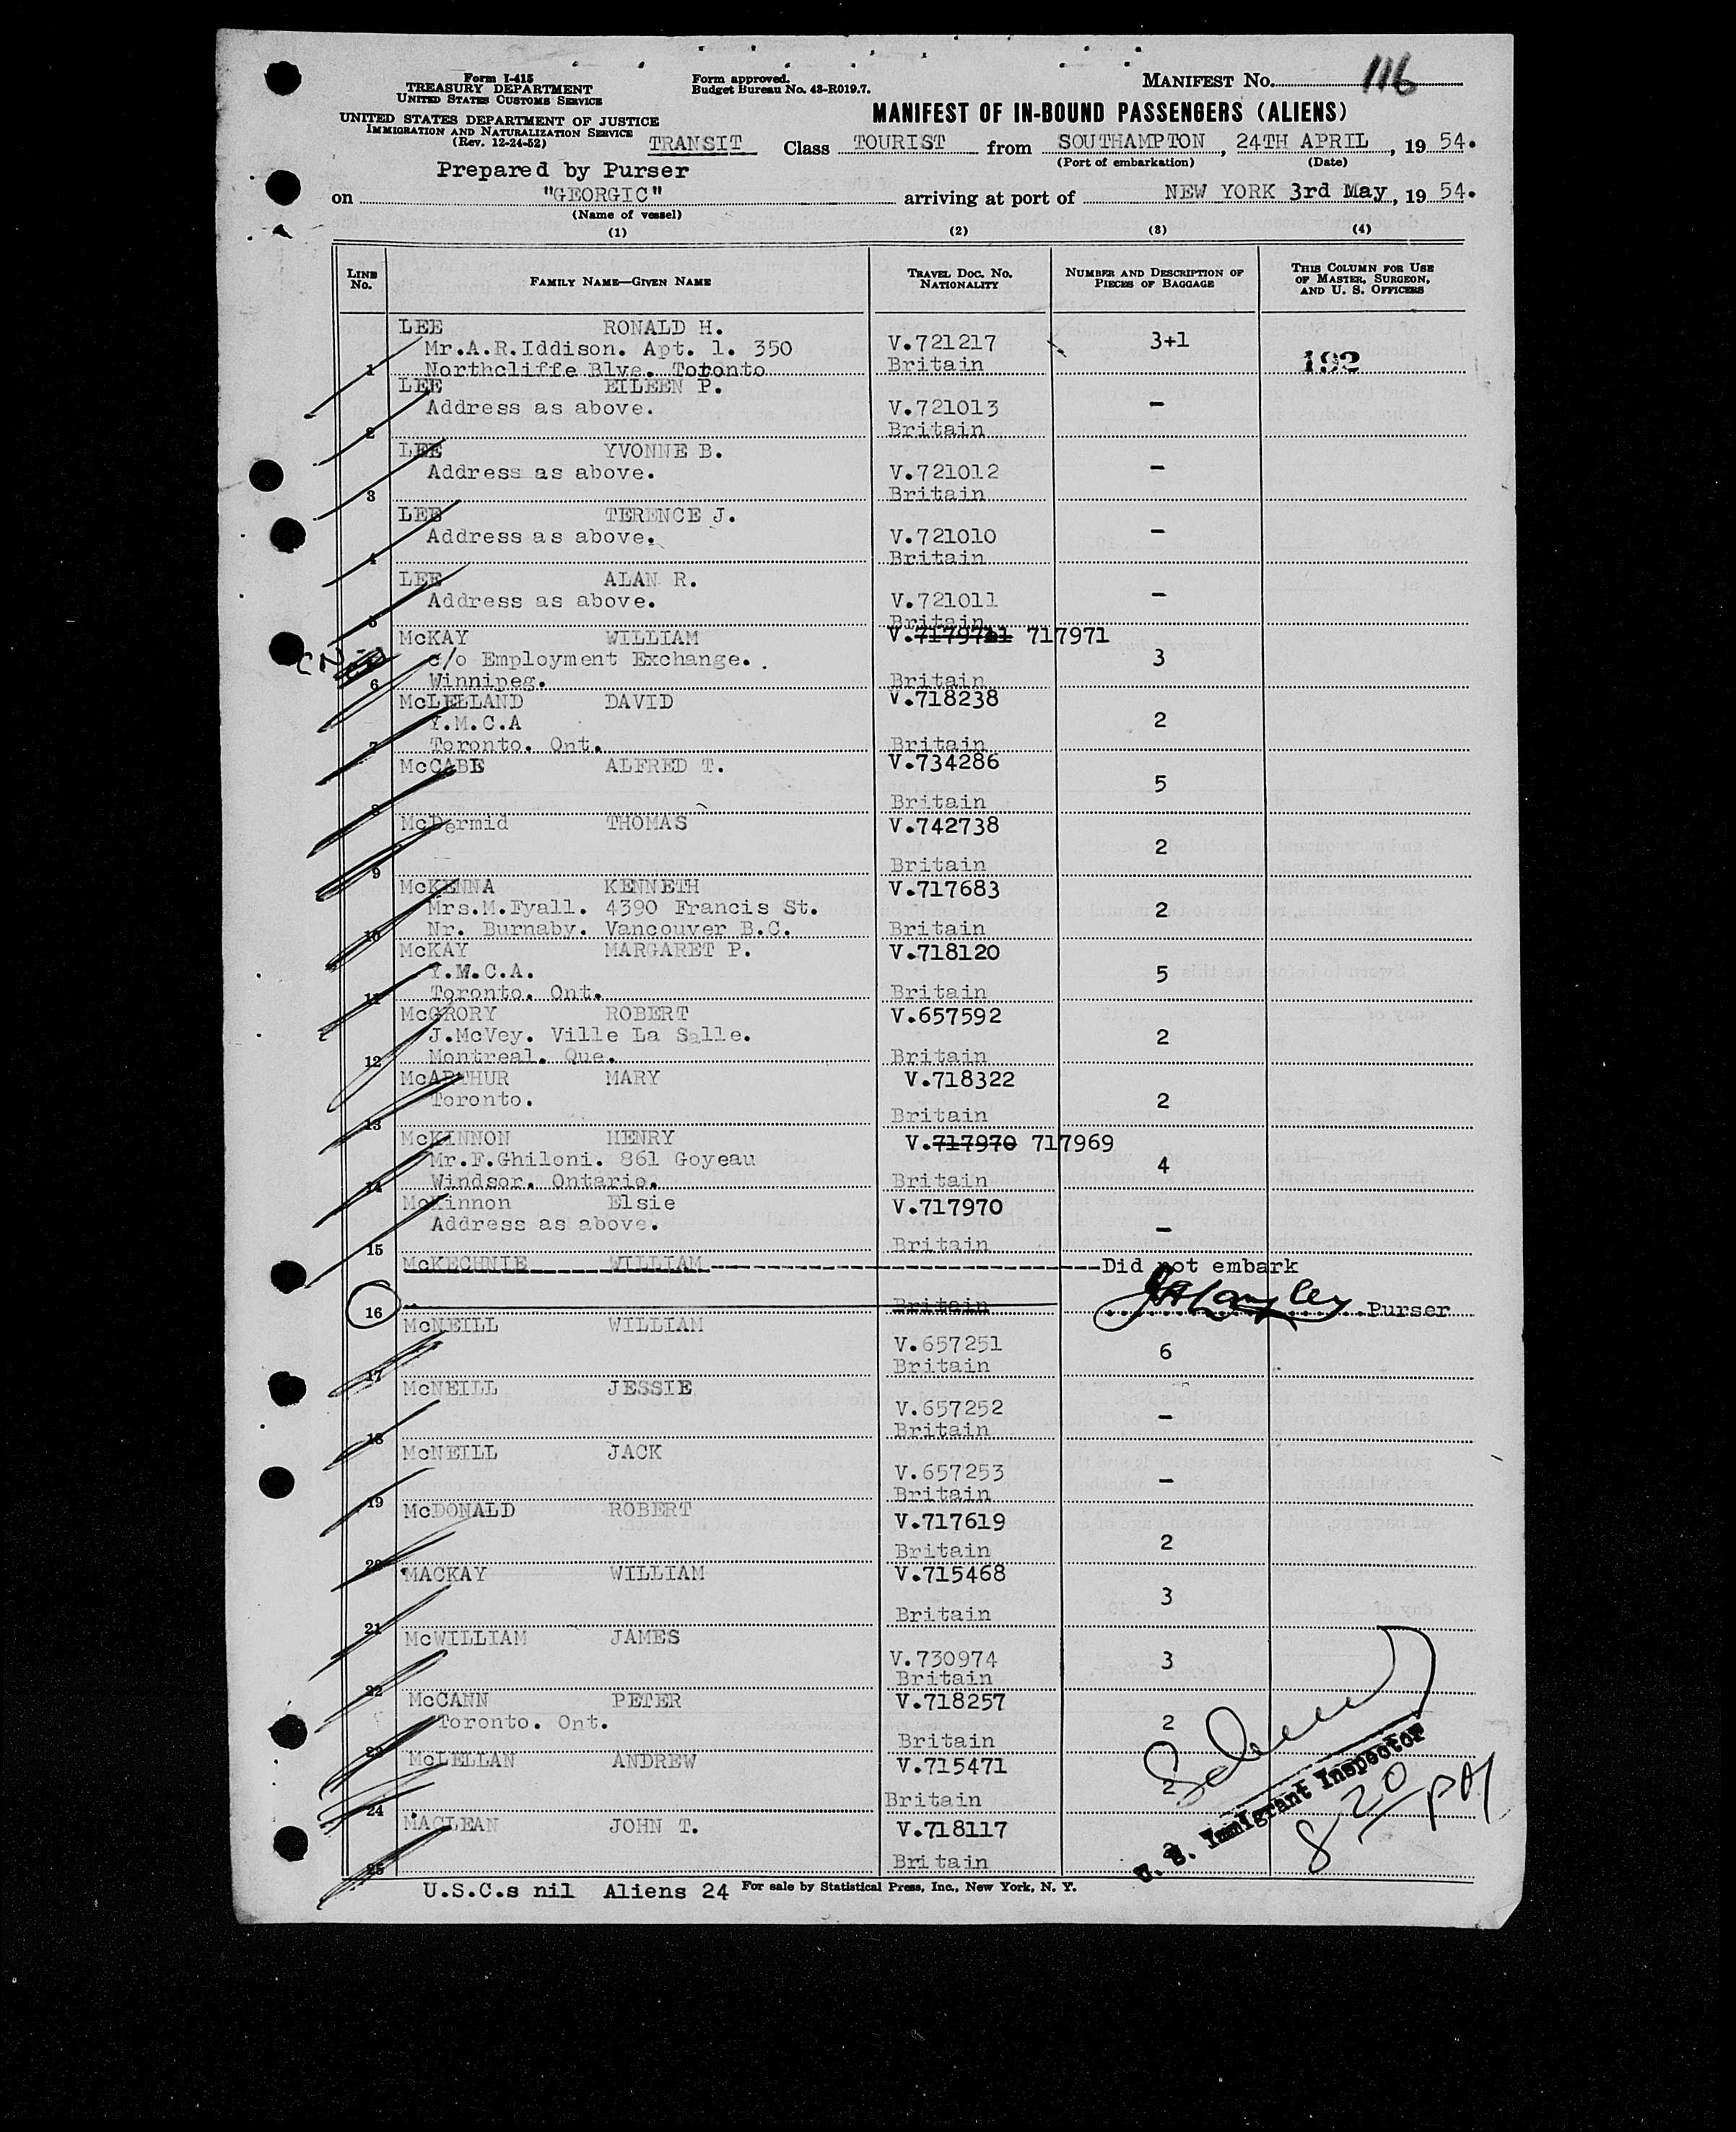 Form I-415
TREASURY DEPARTMENT
UNITED STATES CUSTOMS SERVICE
UNITED STATES DEPARTMENT OF JUSTICE
IMMIGRATION AND NATURALIZATION SERVICE
(Rev. 12-24-52)
Form approved.
Budget Bureau No. 43-R019.7.
MANIFEST No. 116
MANIFEST OF IN-BOUND PASSENGERS (ALIENS)
TRANSIT Class TOURIST from SOUTHAMPTON, 24TH APRIL, 19 54.
(Port of embarkation) (Date)
Prepared by Purser
on "GEORGIC" arriving at port of NEW YORK 3rd May, 19 54.
(Name of vessel)
(1) (2) (3) (4)
LINE No. FAMILY NAME—GIVEN NAME TRAVEL DOC. No. NATIONALITY NUMBER AND DESCRIPTION OF PIECES OF BAGGAGE THIS COLUMN FOR USE OF MASTER, SURGEON, AND U. S. OFFICERS
LEE RONALD H.
Mr.A.R.Iddison. Apt. 1. 350 V.721217 3+1
1 Northcliffe Blve. Toronto Britain 192
LEE EILEEN P.
Address as above. V.721013 -
2 Britain
LEE YVONNE B.
Address as above. V.721012 -
3 Britain
LEE TERENCE J.
Address as above. V.721010 -
4 Britain
LEE ALAN R.
Address as above. V.721011 -
5 Britain
McKAY WILLIAM V. 717971
c/o Employment Exchange. 3
6 Winnipeg. Britain
McLELLAND DAVID V.718238
Y.M.C.A 2
7 Toronto. Ont. Britain
McCABE ALFRED T. V.734286
5
8 Britain
McDermid THOMAS V.742738
2
9 Britain
McKENNA KENNETH V.717683
Mrs.M.Fyall. 4390 Francis St. 2
10 Nr. Burnaby. Vancouver B.C. Britain
McKAY MARGARET P. V.718120
Y.M.C.A. 5
11 Toronto. Ont. Britain
McGRORY ROBERT V.657592
J.McVey. Ville La Salle. 2
12 Montreal. Que. Britain
McARTHUR MARY V.718322
Toronto. 2
13 Britain
McKINNON HENRY V.717970 717969
Mr.F.Ghiloni. 861 Goyeau 4
14 Windsor. Ontario. Britain
McKinnon Elsie V.717970
Address as above. -
15 Britain
McKECHNIE WILLIAM Did not embark
16 Britain Purser
McNEILL WILLIAM
V.657251 6
17 Britain
McNEILL JESSIE
V.657252 -
18 Britain
McNEILL JACK
V.657253 -
19 Britain
McDONALD ROBERT V.717619
2
20 Britain
MACKAY WILLIAM V.715468
3
21 Britain
McWILLIAM JAMES
V.730974 3
22 Britain
McCANN PETER V.718257
Toronto. Ont. 2
23 Britain
McLELLAN ANDREW V.715471
2
24 Britain
MACLEAN JOHN T. V.718117
2
25 Britain
U. S. Immigrant Inspector
8 20 PM
U.S.C.s nil Aliens 24 For sale by Statistical Press, Inc., New York, N. Y.